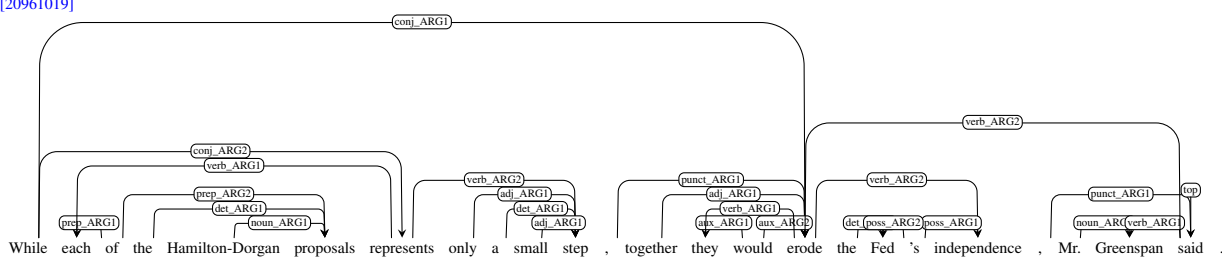 [20961019]
conj_ARG1
verb_ARG2
conj_ARG2
verb_ARG1
verb_ARG2 punct_ARG1 verb_ARG2
prep_ARG2 adj_ARG1 adj_ARG1 punct_ARG1 top
det_ARG1 det_ARG1 verb_ARG1
prep_ARG1 noun_ARG1 adj_ARG1 aux_ARG1 aux_ARG2 det_ poss_ARG2 poss_ARG1 noun_ARG verb_ARG1
While each of the Hamilton-Dorgan proposals represents only a small step , together they would erode the Fed 's independence , Mr. Greenspan said .